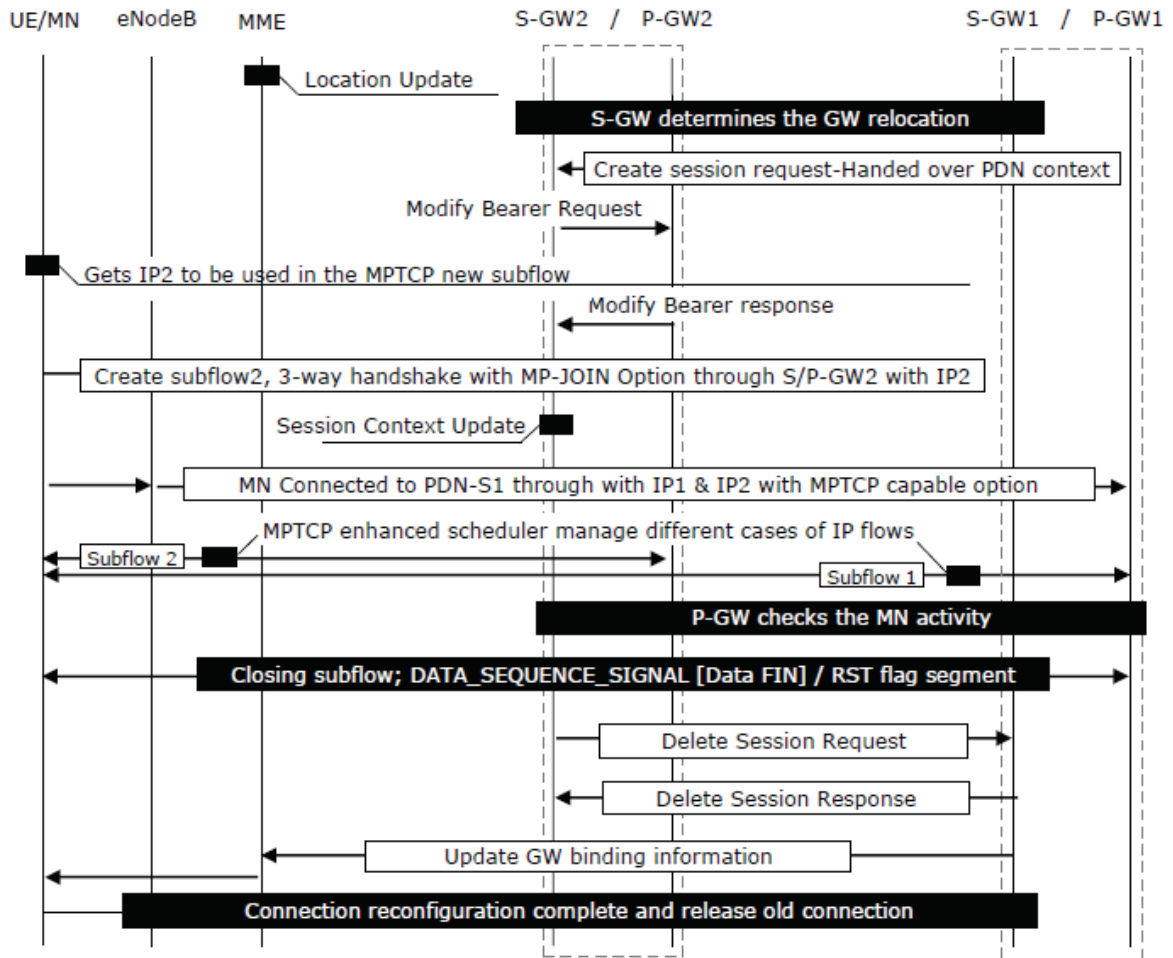 UE/MN eNodeB MME S-GW2 / P-GW2 S-GW1 / P-GW1
Location Update
S-GW determines the GW relocation
Create session request-Handed over PDN context
Modify Bearer Request
Gets IP2 to be used in the MPTCP new subflow
Modify Bearer response
Create subflow2, 3-way handshake with MP-JOIN Option through S/P-GW2 with IP2
Session Context Update
MN Connected to PDN-S1 through with IP1 & IP2 with MPTCP capable option
MPTCP enhanced scheduler manage different cases of IP flows
Subflow 2
Subflow 1
P-GW checks the MN activity
Closing subflow; DATA_SEQUENCE_SIGNAL [Data FIN] / RST flag segment
Delete Session Request
Delete Session Response
Update GW binding information
Connection reconfiguration complete and release old connection